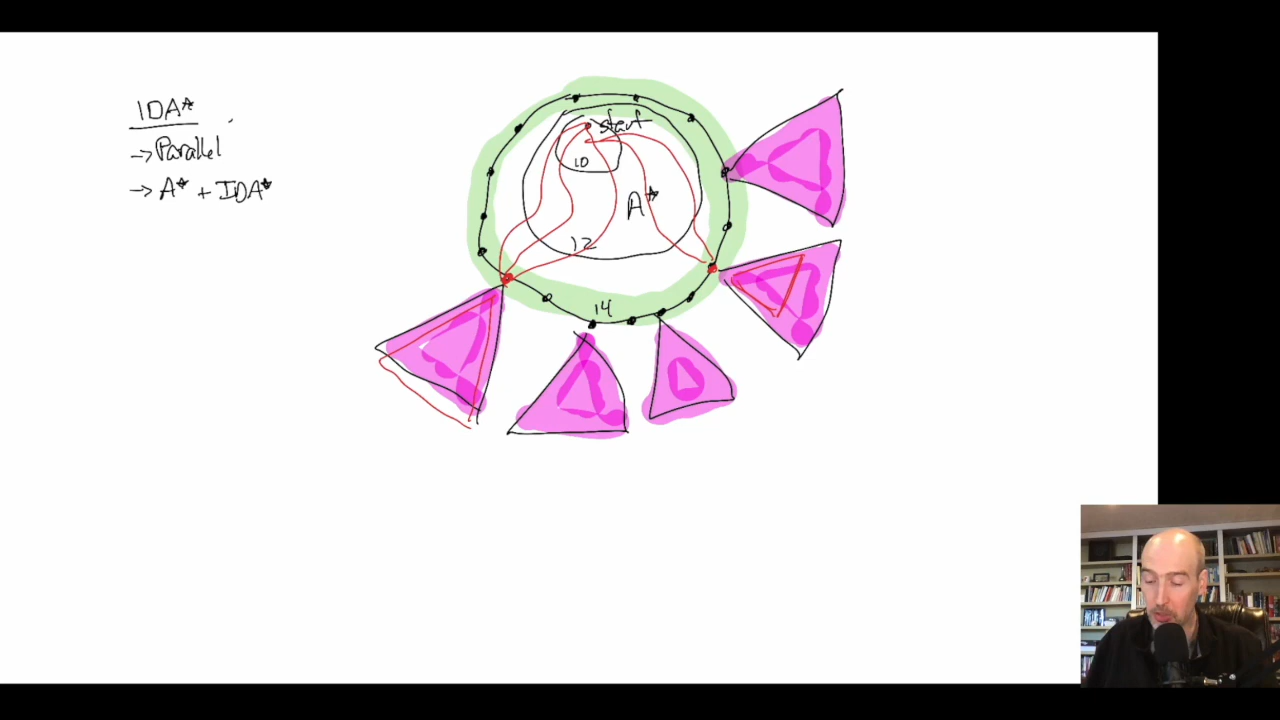 IDA*
→ Parallel
→ A* + IDA*
start
10
A*
12
14